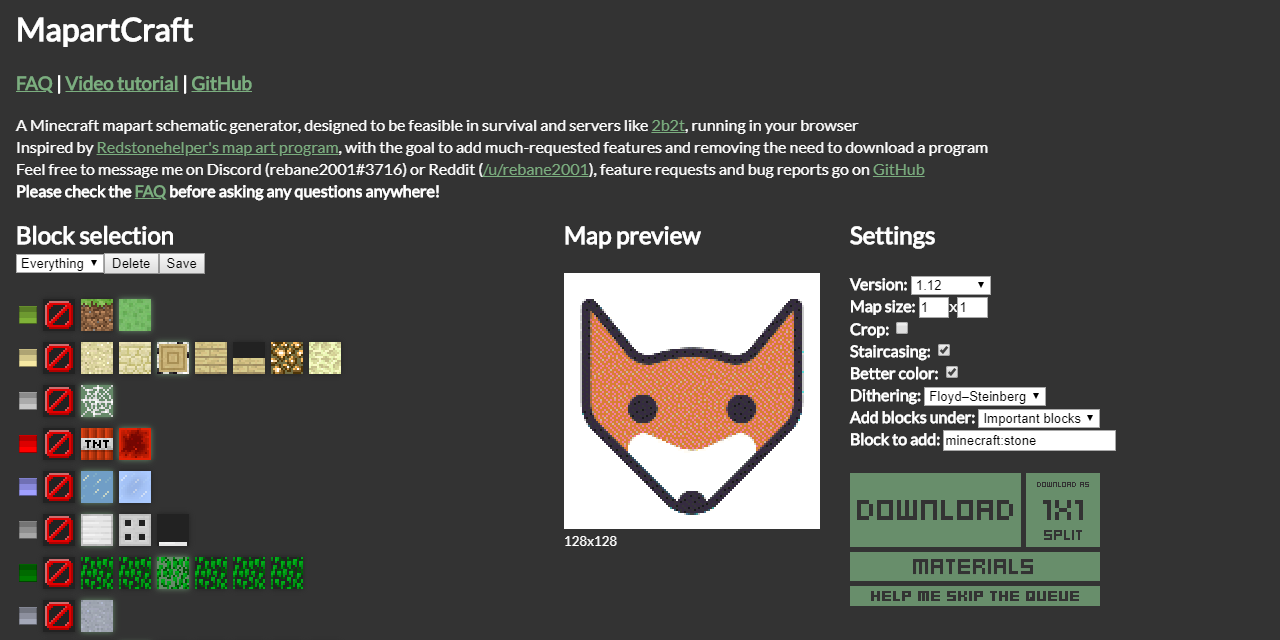 MapartCraft
FAQ | Video tutorial | GitHub
A Minecraft mapart schematic generator, designed to be feasible in survival and servers like 2b2t, running in your browser
Inspired by Redstonehelper's map art program, with the goal to add much-requested features and removing the need to download a program
Feel free to message me on Discord (rebane2001#3716) or Reddit (/u/rebane2001), feature requests and bug reports go on GitHub
Please check the FAQ before asking any questions anywhere!
Block selection
Everything
Delete
Save
TNT
Map preview
128x128
Settings
Version: 1.12
Map size: 1x1
Crop:
Staircasing:
Better color:
Dithering: Floyd–Steinberg
Add blocks under: Important blocks
Block to add: minecraft:stone
DOWNLOAD
DOWNLOAD AS
1X1
SPLIT
MATERIALS
HELP ME SKIP THE QUEUE